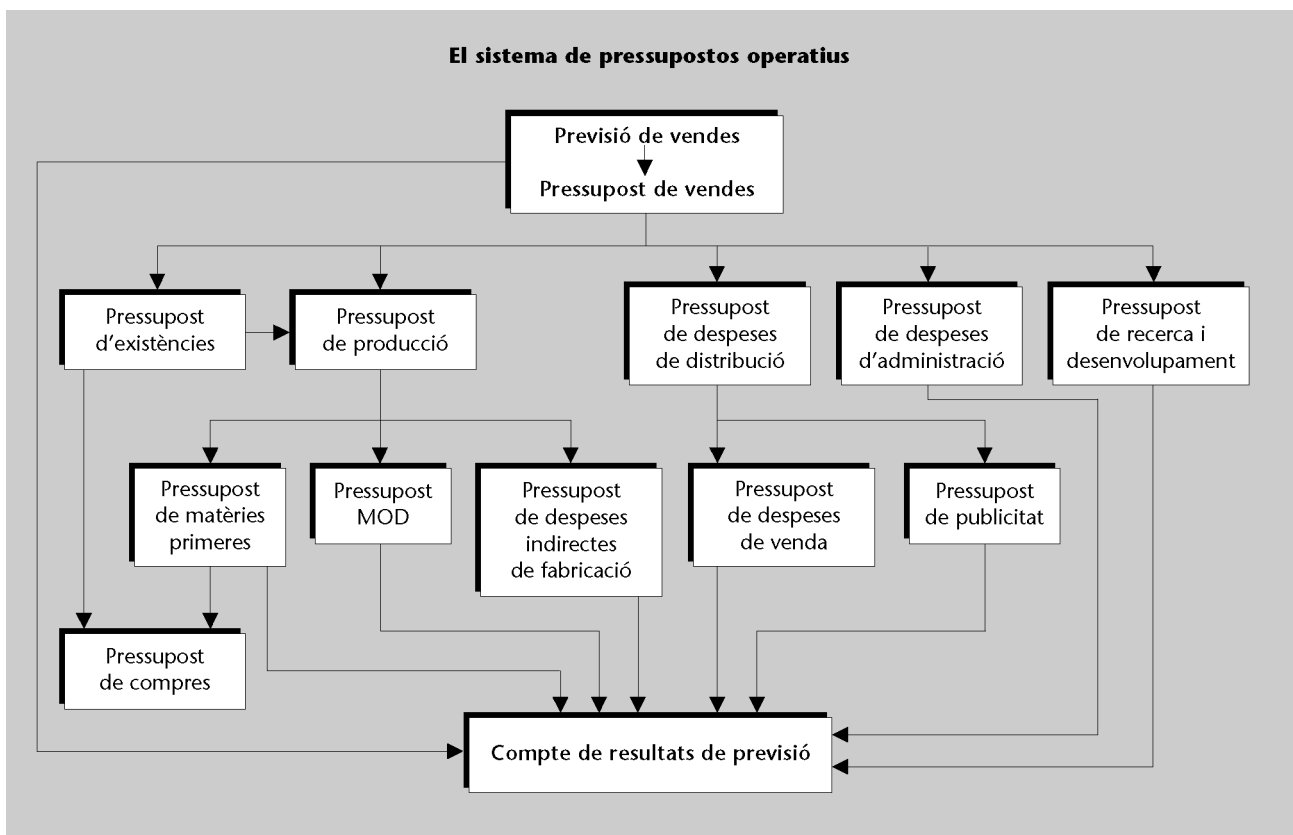 El sistema de pressupostos operatius
Previsió de vendes
Pressupost de vendes
Pressupost
d'existències
Pressupost
de producció
Pressupost
de despeses
de distribució
Pressupost
de despeses
d'administració
Pressupost
de recerca i
desenvolupament
Pressupost
de matèries
primeres
Pressupost
MOD
Pressupost
de despeses
indirectes
de fabricació
Pressupost
de despeses
de venda
Pressupost
de publicitat
Pressupost
de compres
Compte de resultats de previsió